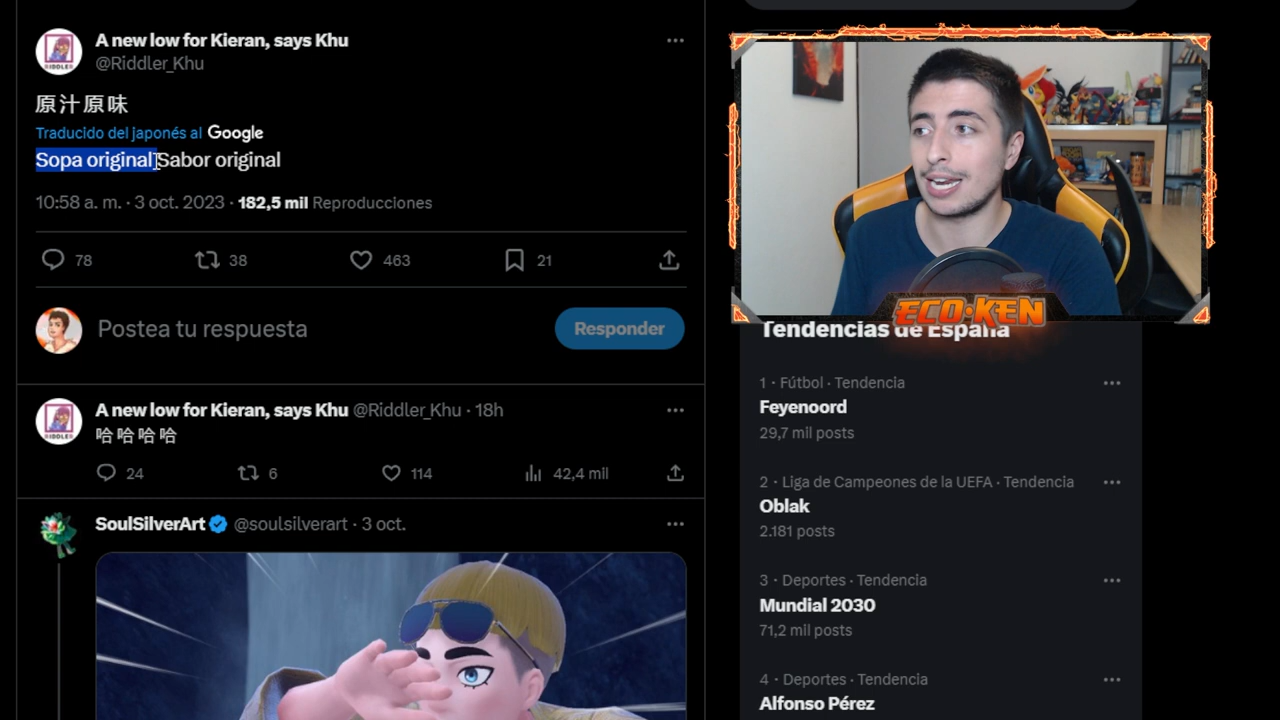 A new low for Kieran, says Khu
@Riddler_Khu
原汁原味
Traducido del japonés al Google
Sopa original Sabor original
10:58 a. m. · 3 oct. 2023 · 182,5 mil Reproducciones
78 38 463 21
Postea tu respuesta
Responder
A new low for Kieran, says Khu @Riddler_Khu · 18h
哈哈哈哈
24 6 114 42,4 mil
SoulSilverArt @soulsilverart · 3 oct.
RIDDLER
ECO·KEN
Tendencias de España
1 · Fútbol · Tendencia
Feyenoord
29,7 mil posts
2 · Liga de Campeones de la UEFA · Tendencia
Oblak
2.181 posts
3 · Deportes · Tendencia
Mundial 2030
71,2 mil posts
4 · Deportes · Tendencia
Alfonso Pérez